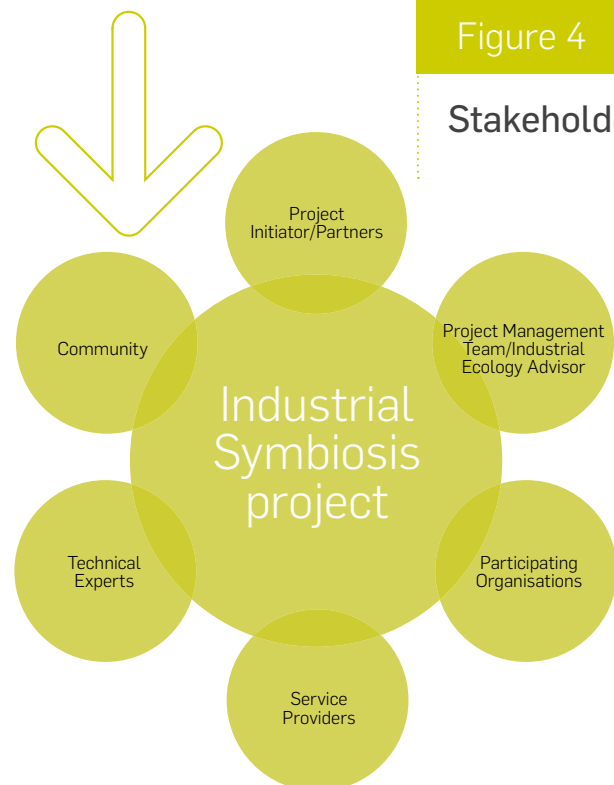 Figure 4
Stakehold
Project
Initiator/Partners
Community
Project Management
Team/Industrial
Ecology Advisor
Industrial
Symbiosis
project
Technical
Experts
Participating
Organisations
Service
Providers